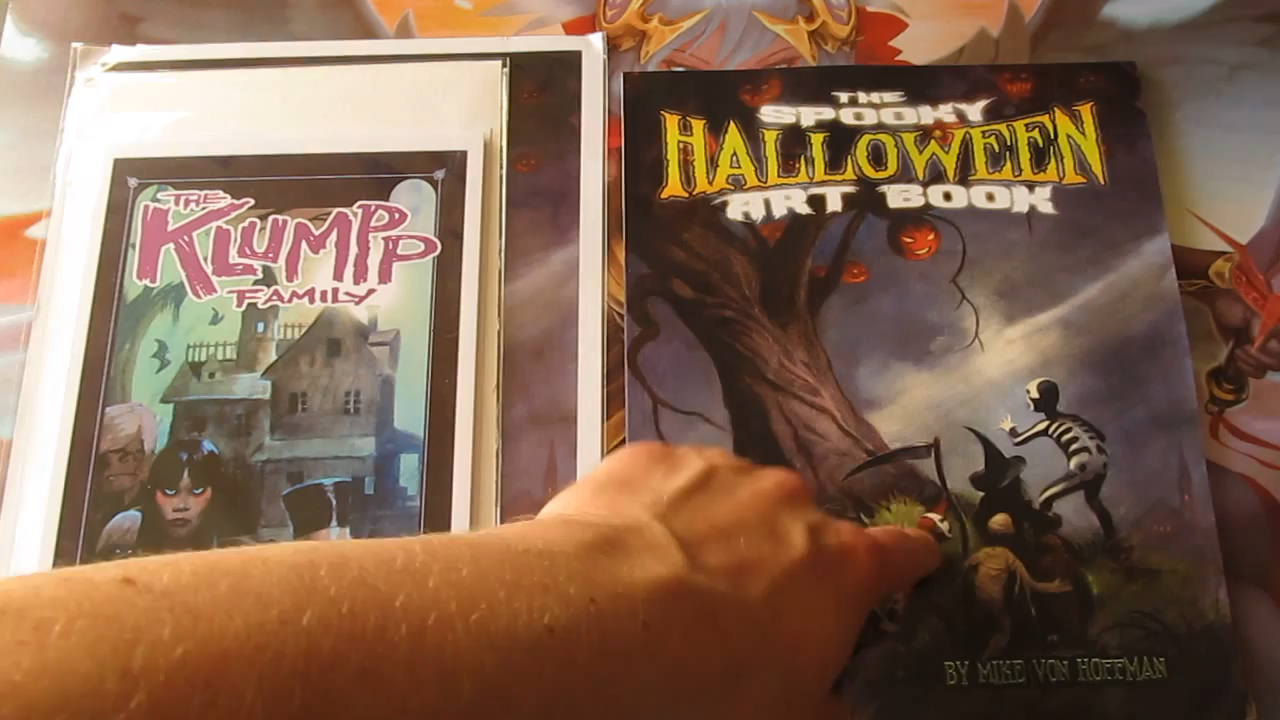 THE
KLUMPP
FAMILY
THE
SPOOKY
HALLOWEEN
ART BOOK
BY MIKE VON HOFFMAN